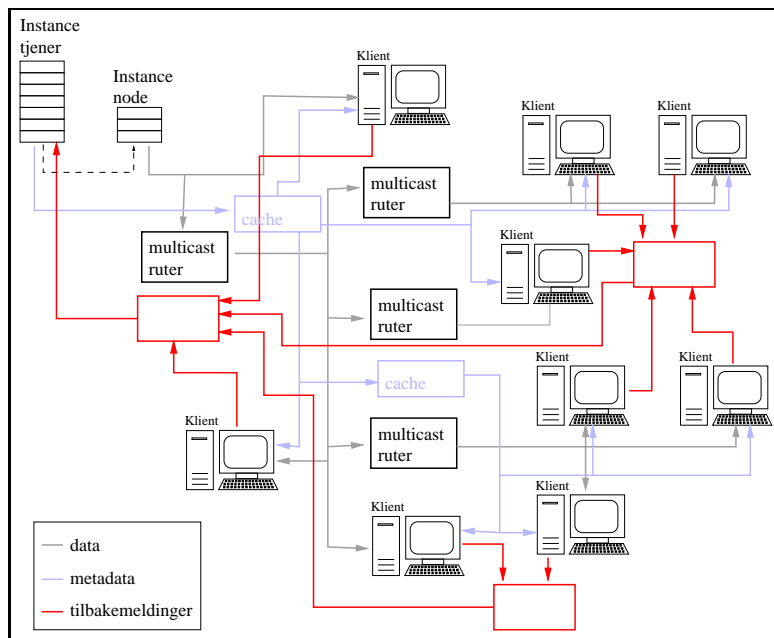 Instance
tjener
Instance
node
Klient
Klient
Klient
multicast
ruter
cache
multicast
ruter
Klient
multicast
ruter
Klient
Klient
cache
Klient
multicast
ruter
Klient
Klient
data
metadata
tilbakemeldinger